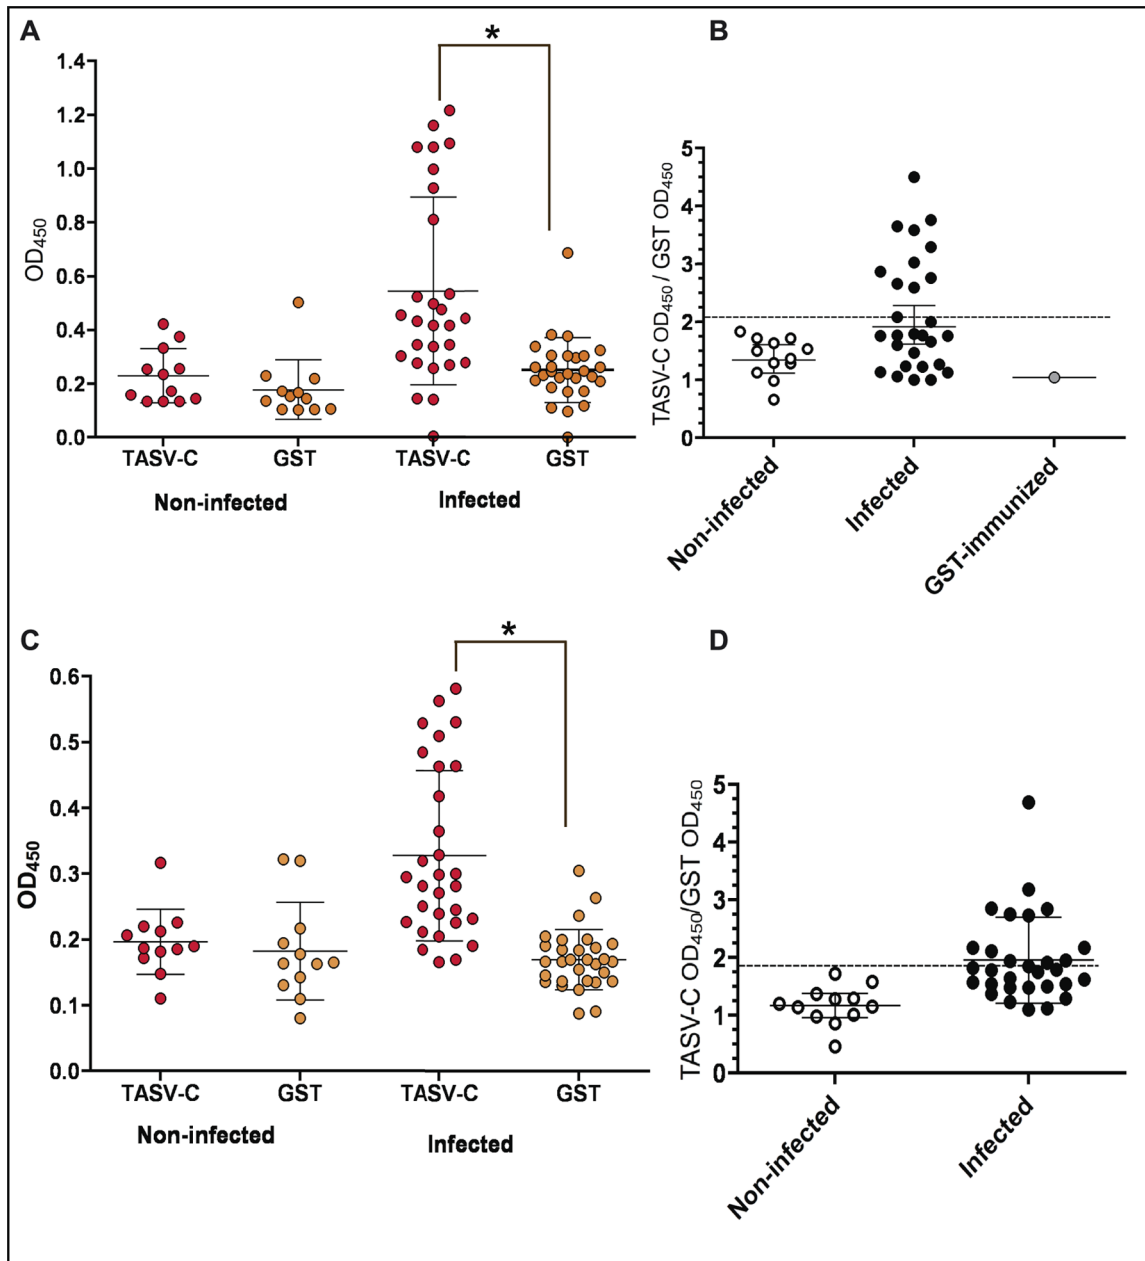 A
*
1.4
1.2
1.0
0.8
0.6
0.4
0.2
0.0
OD450
TASV-C GST TASV-C GST
Non-infected Infected
B
5
4
3
2
1
0
TASV-C OD450 / GST OD450
Non-infected
Infected
GST-immunized
C
*
0.6
0.5
0.4
0.3
0.2
0.1
0.0
OD450
TASV-C GST TASV-C GST
Non-infected Infected
D
5
4
3
2
1
0
TASV-C OD450/GST OD450
Non-infected
Infected